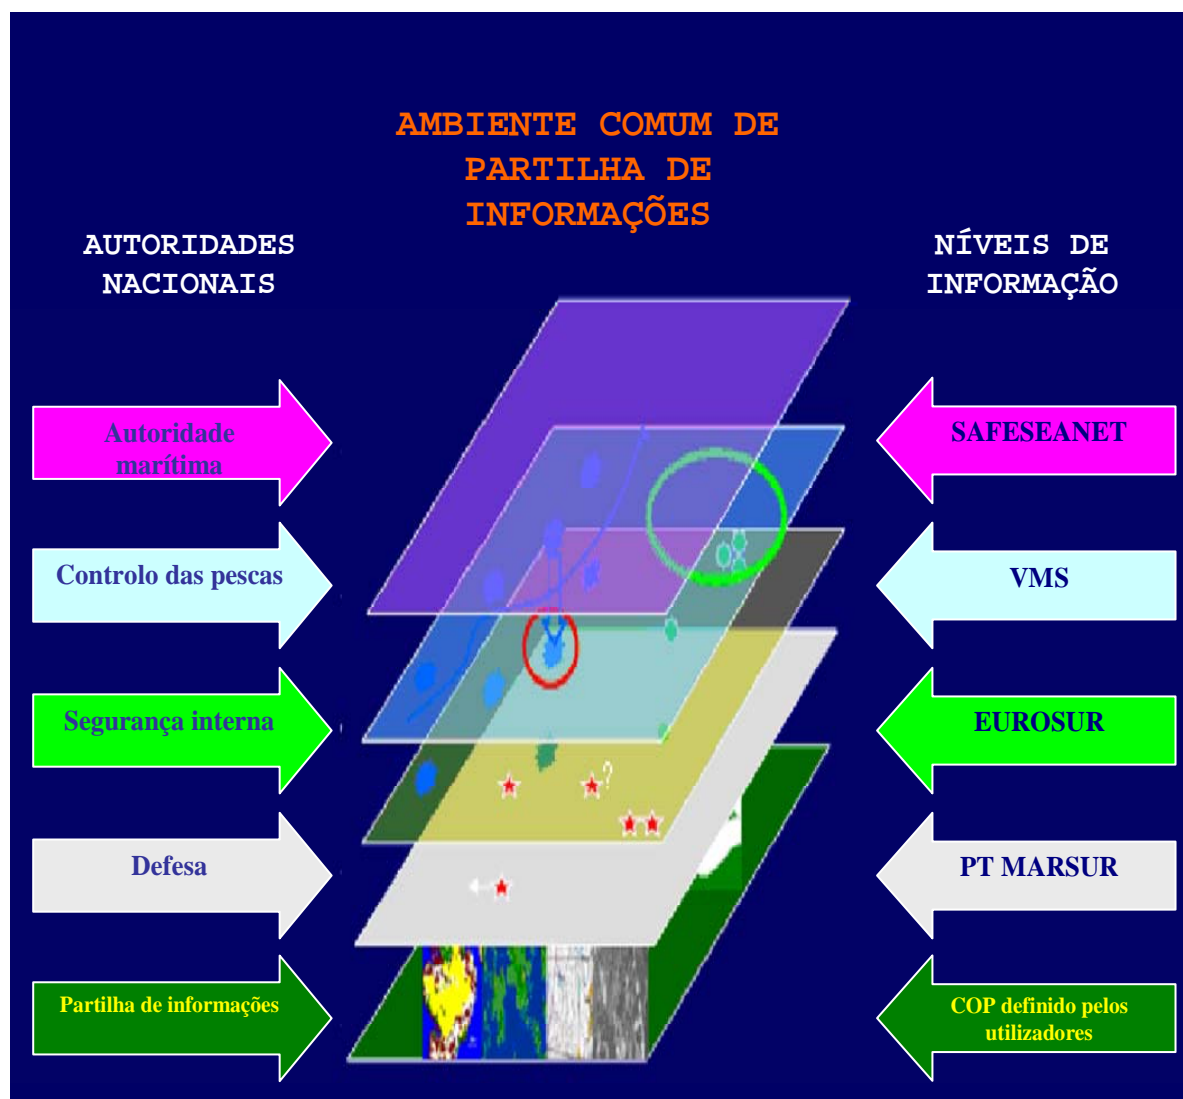 AMBIENTE COMUM DE
PARTILHA DE
INFORMAÇÕES
AUTORIDADES
NACIONAIS
NÍVEIS DE
INFORMAÇÃO
Autoridade
marítima
SAFESEANET
Controlo das pescas
VMS
Segurança interna
EUROSUR
?
Defesa
PT MARSUR
Partilha de informações
COP definido pelos
utilizadores